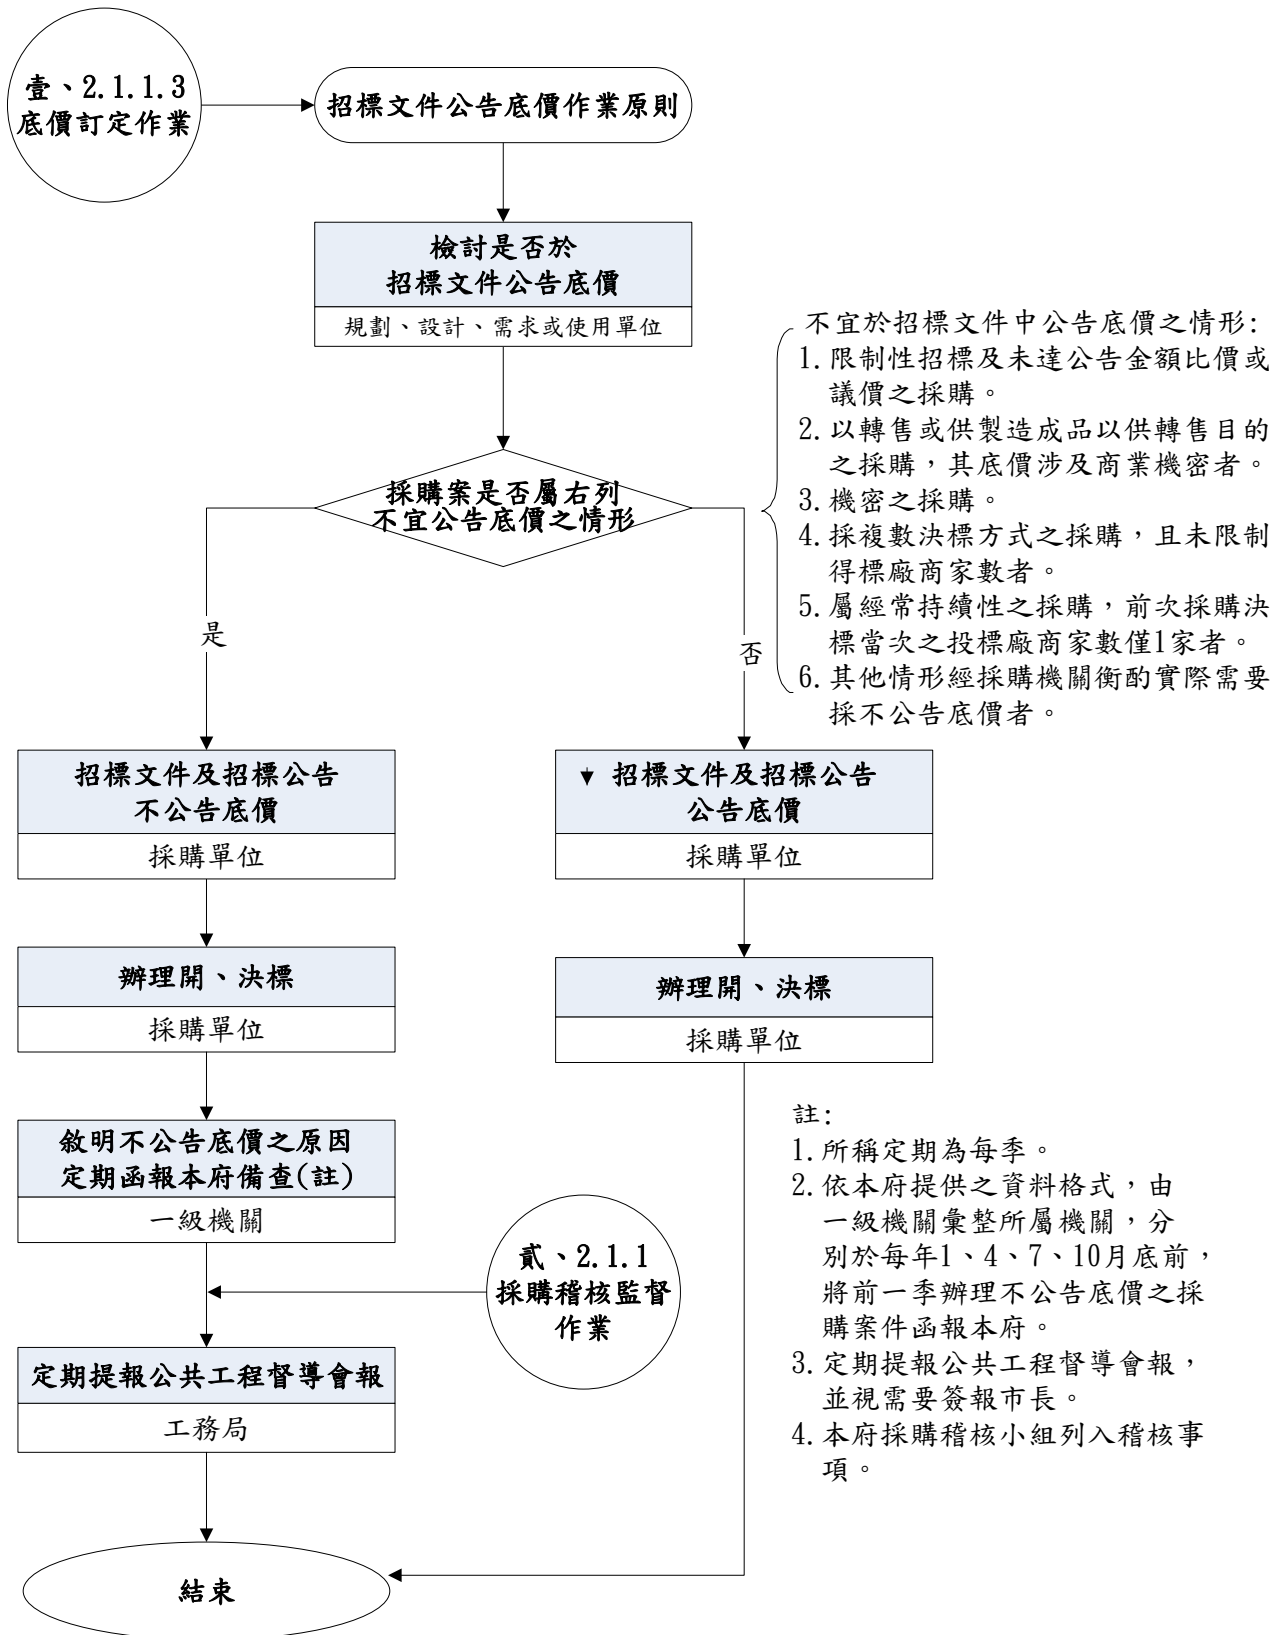 壹、2.1.1.3
底價訂定作業
招標文件公告底價作業原則
檢討是否於
招標文件公告底價
規劃、設計、需求或使用單位
採購案是否屬右列
不宜公告底價之情形
不宜於招標文件中公告底價之情形:
1.限制性招標及未達公告金額比價或
議價之採購。
2.以轉售或供製造成品以供轉售目的
之採購，其底價涉及商業機密者。
3.機密之採購。
4.採複數決標方式之採購，且未限制
得標廠商家數者。
5.屬經常持續性之採購，前次採購決
標當次之投標廠商家數僅1家者。
6.其他情形經採購機關衡酌實際需要
採不公告底價者。
是
否
招標文件及招標公告
不公告底價
採購單位
▼ 招標文件及招標公告
公告底價
採購單位
辦理開、決標
採購單位
辦理開、決標
採購單位
敘明不公告底價之原因
定期函報本府備查(註)
一級機關
貳、2.1.1
採購稽核監督
作業
定期提報公共工程督導會報
工務局
結束
註:
1.所稱定期為每季。
2.依本府提供之資料格式，由
一級機關彙整所屬機關，分
別於每年1、4、7、10月底前，
將前一季辦理不公告底價之採
購案件函報本府。
3.定期提報公共工程督導會報，
並視需要簽報市長。
4.本府採購稽核小組列入稽核事
項。